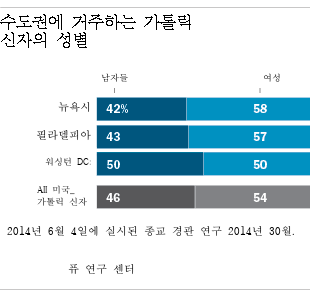 수도권에 거주하는 가톨릭
신자의 성별
남자들 여성
뉴욕시 42% 58
필라델피아 43 57
워싱턴 DC: 50 50
All 미국_
가톨릭 신자 46 54
2014년 6월 4일에 실시된 종교 경관 연구 2014년 30월.
퓨 연구 센터